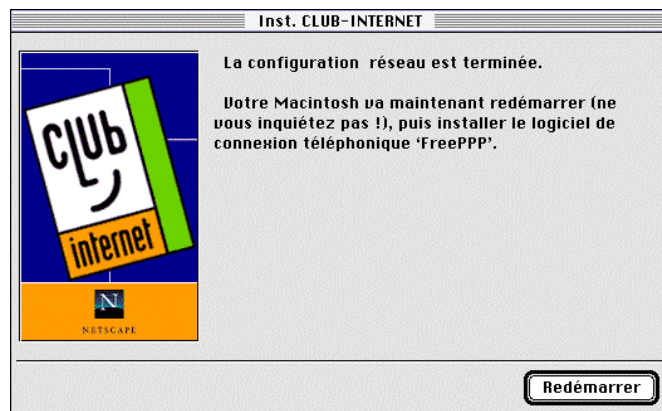 Inst. CLUB-INTERNET
La configuration réseau est terminée.
Votre Macintosh va maintenant redémarrer (ne
vous inquiétez pas !), puis installer le logiciel de
connexion téléphonique ‘FreePPP’.
CLUB
internet
N
NETSCAPE
Redémarrer